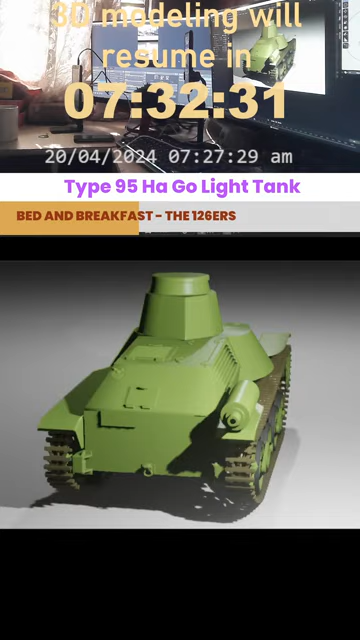 3D modeling will
resume in
07:32:31
20/04/2024 07:27:29 am
Type 95 Ha Go Light Tank
BED AND BREAKFAST - THE 126ERS